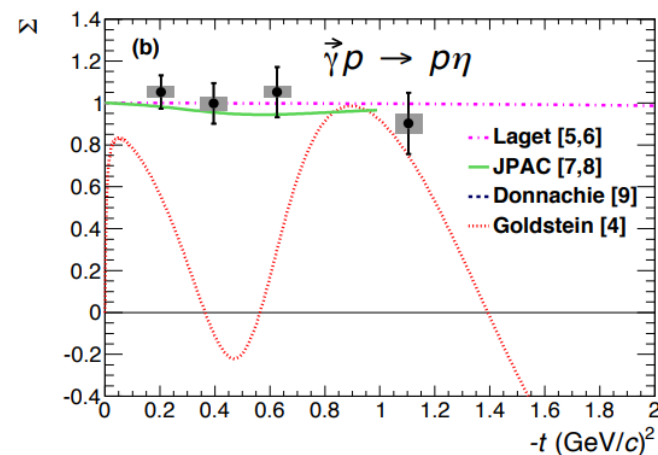 Σ
(b)
γ⃗p → pη
1.4
1.2
1
0.8
0.6
0.4
0.2
0
-0.2
-0.4
Laget [5,6]
JPAC [7,8]
Donnachie [9]
Goldstein [4]
0 0.2 0.4 0.6 0.8 1 1.2 1.4 1.6 1.8 2
-t (GeV/c)²